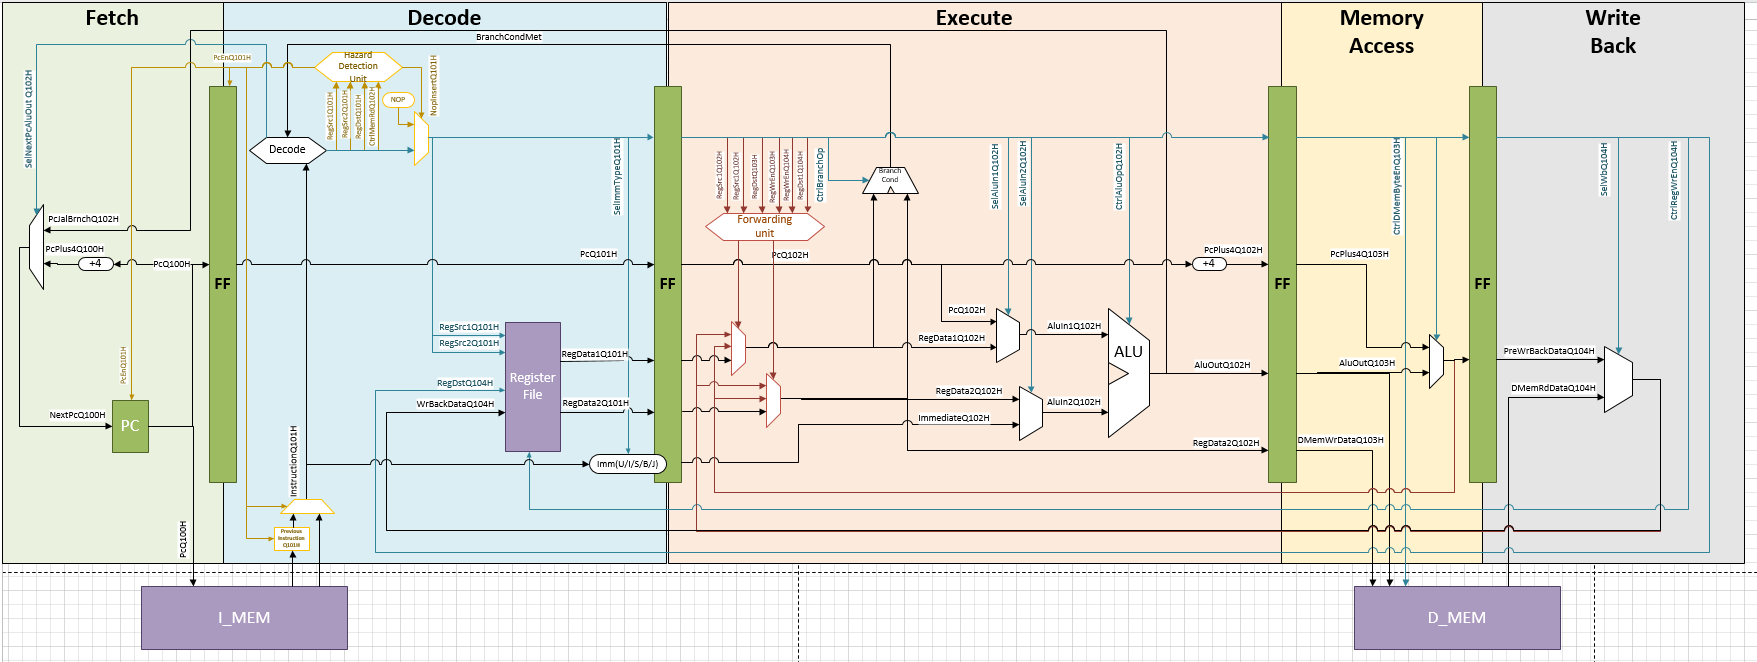 Fetch
Decode
Execute
Memory
Access
Write
Back
BranchCondMet
PcEnQ101H
Hazard
Detection
Unit
NOP
NopInsertQ101H
SelNextPcAluOut Q102H
RegSrc1Q101H
RegSrc2Q101H
RegDstQ101H
CtrlMemRdQ102H
Decode
SelImmTypeQ101H
RegSrc1Q102H
RegSrc1Q102H
RegDstQ103H
RegWrEnQ103H
RegWrEnQ104H
RegDst1Q104H
CtrlBranchOp
Branch
Cond
SelAluIn1Q102H
SelAluIn2Q102H
CtrlAluOpQ102H
CtrlDMemByteEnQ103H
SelWbQ104H
CtrlRegWrEnQ104H
PcJalBrnchQ102H
Forwarding
unit
PcPlus4Q100H
+4
PcQ100H
PcQ101H
PcQ102H
PcPlus4Q102H
+4
PcPlus4Q103H
FF
FF
FF
FF
PcQ102H
AluIn1Q102H
RegData1Q102H
ALU
RegSrc1Q101H
RegSrc2Q101H
RegData1Q101H
PreWrBackDataQ104H
PcEnQ101H
AluOutQ102H
AluOutQ103H
Register
File
RegDstQ104H
RegData2Q102H
DMemRdDataQ104H
WrBackDataQ104H
RegData2Q101H
AluIn2Q102H
NextPcQ100H
PC
ImmediateQ102H
RegData2Q102H
DMemWrDataQ103H
InstructionQ101H
Imm(U/I/S/B/J)
PcQ100H
Previous
Instruction
Q101H
I_MEM
D_MEM